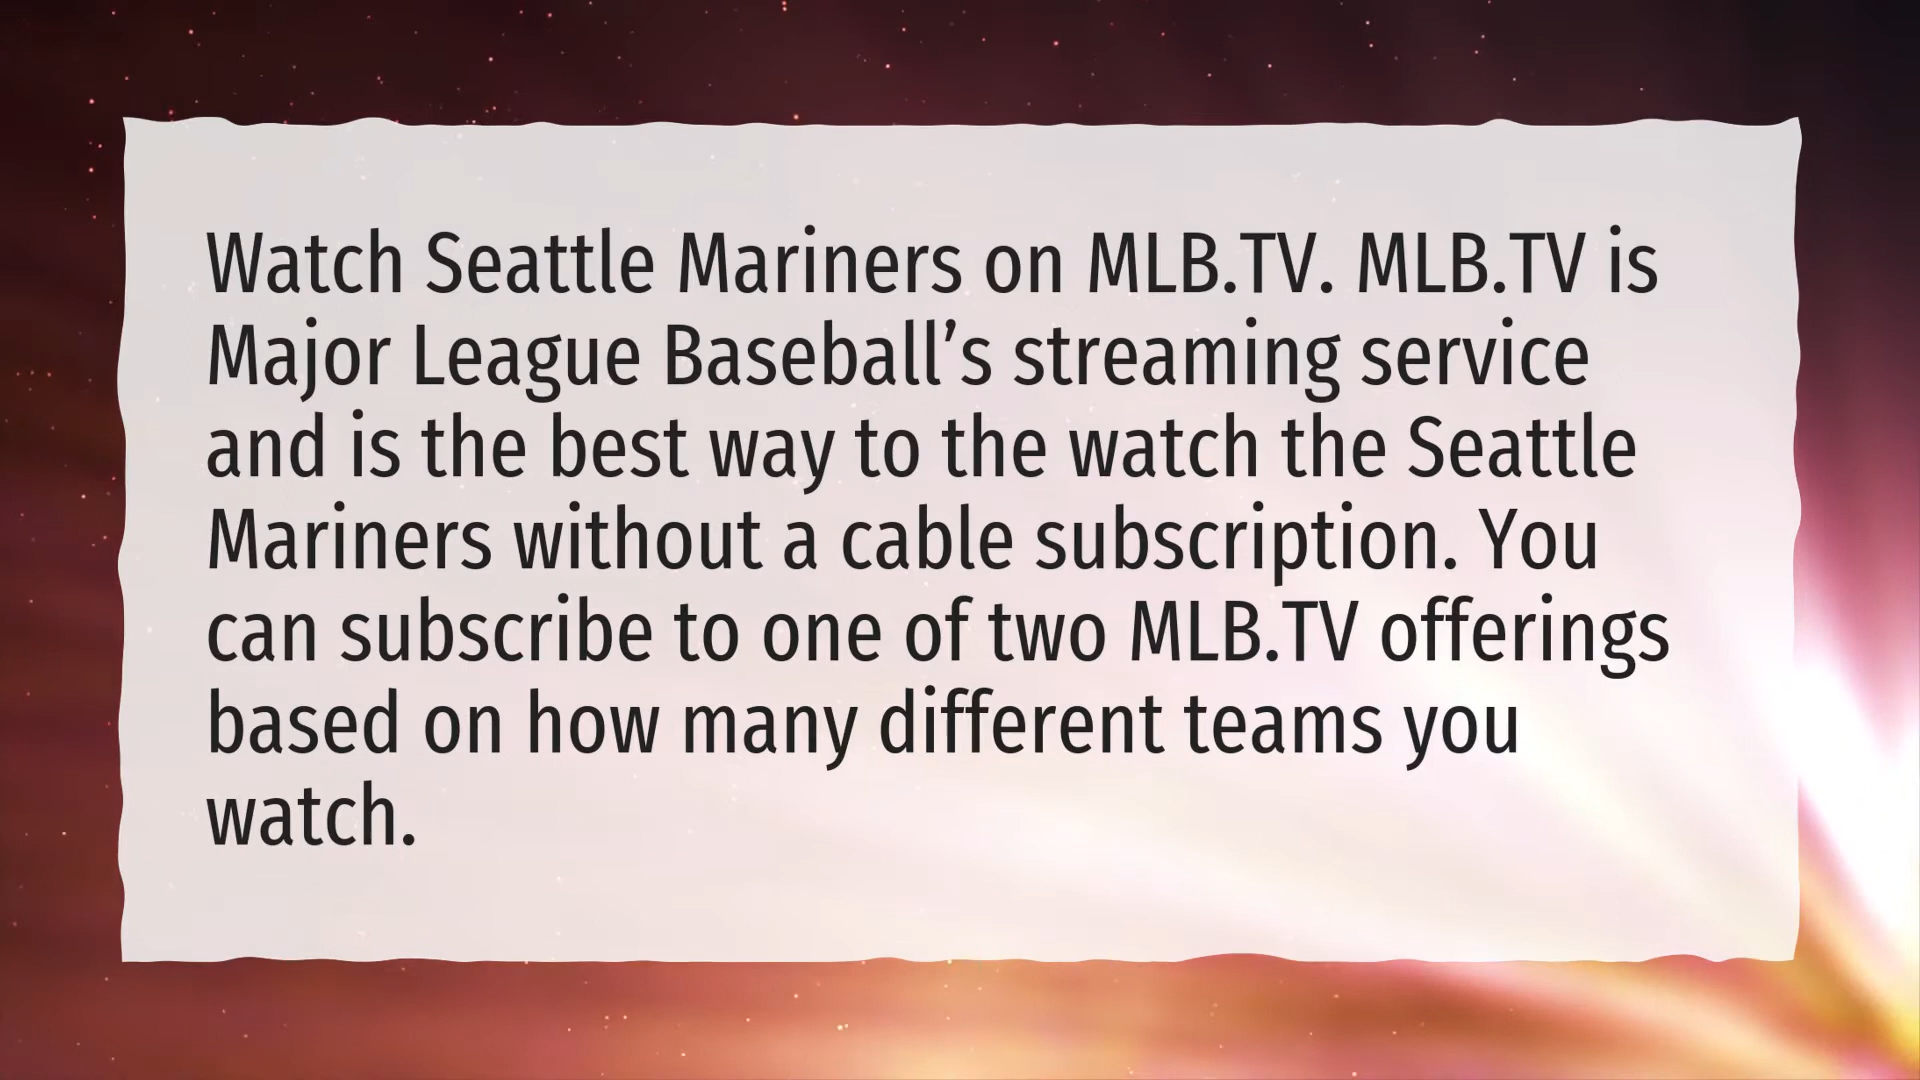 Watch Seattle Mariners on MLB.TV. MLB.TV is
Major League Baseball’s streaming service
and is the best way to the watch the Seattle
Mariners without a cable subscription. You
can subscribe to one of two MLB.TV offerings
based on how many different teams you
watch.